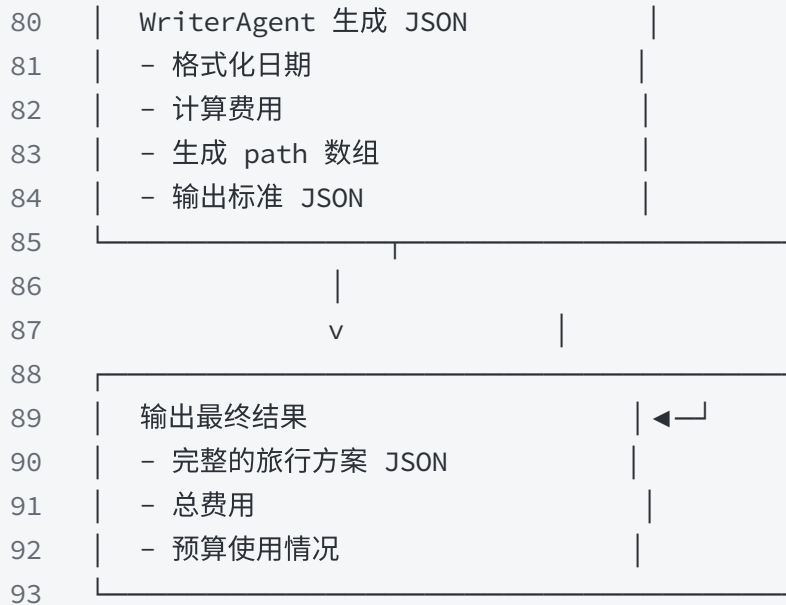 80 │ WriterAgent 生成 JSON │
81 │ - 格式化日期 │
82 │ - 计算费用 │
83 │ - 生成 path 数组 │
84 │ - 输出标准 JSON │
85 └──────────────────┬────────────────────────
86 │
87 v │
88 ┌───────────────────────────────────────────
89 │ 输出最终结果 │◄─┘
90 │ - 完整的旅行方案 JSON │
91 │ - 总费用 │
92 │ - 预算使用情况 │
93 └───────────────────────────────────────────